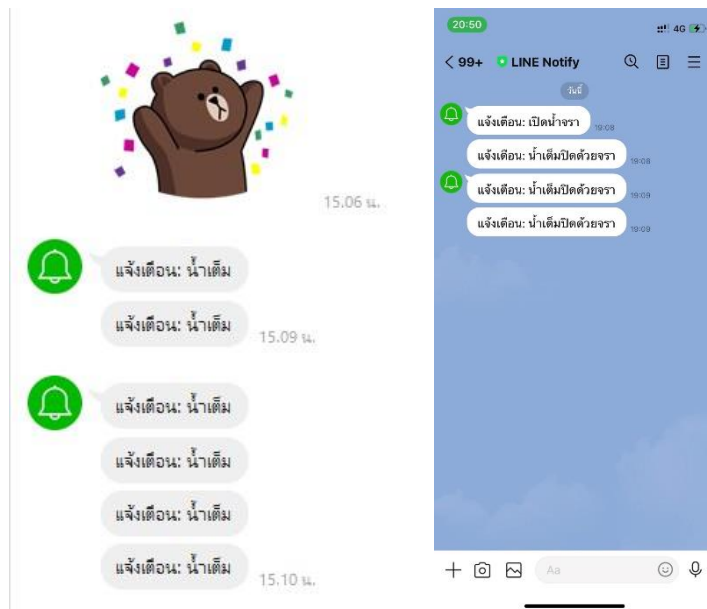 15.06 น.
แจ้งเตือน: น้ำเต็ม
แจ้งเตือน: น้ำเต็ม
15.09 น.
แจ้งเตือน: น้ำเต็ม
แจ้งเตือน: น้ำเต็ม
แจ้งเตือน: น้ำเต็ม
แจ้งเตือน: น้ำเต็ม
15.10 น.
20:50
4G
99+ LINE Notify
วันนี้
แจ้งเตือน: เปิดน้ำจรา
19:08
แจ้งเตือน: น้ำเต็มปิดด้วยจรา
19:08
แจ้งเตือน: น้ำเต็มปิดด้วยจรา
19:09
แจ้งเตือน: น้ำเต็มปิดด้วยจรา
19:09
Aa